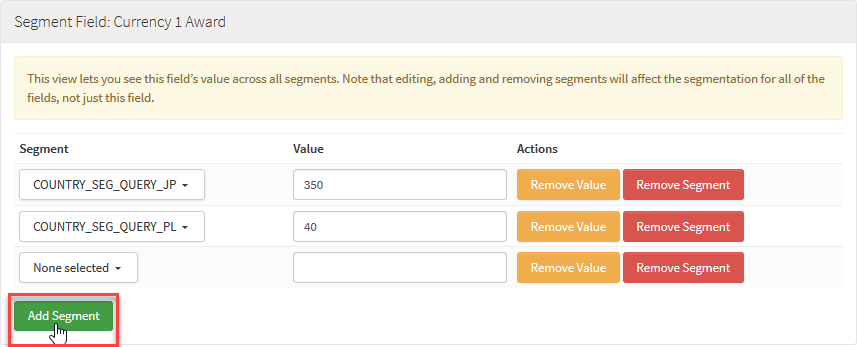 Segment Field: Currency 1 Award
This view lets you see this field's value across all segments. Note that editing, adding and removing segments will affect the segmentation for all of the
fields, not just this field.
Segment Value Actions
COUNTRY_SEG_QUERY_JP 350 Remove Value Remove Segment
COUNTRY_SEG_QUERY_PL 40 Remove Value Remove Segment
None selected Remove Value Remove Segment
Add Segment